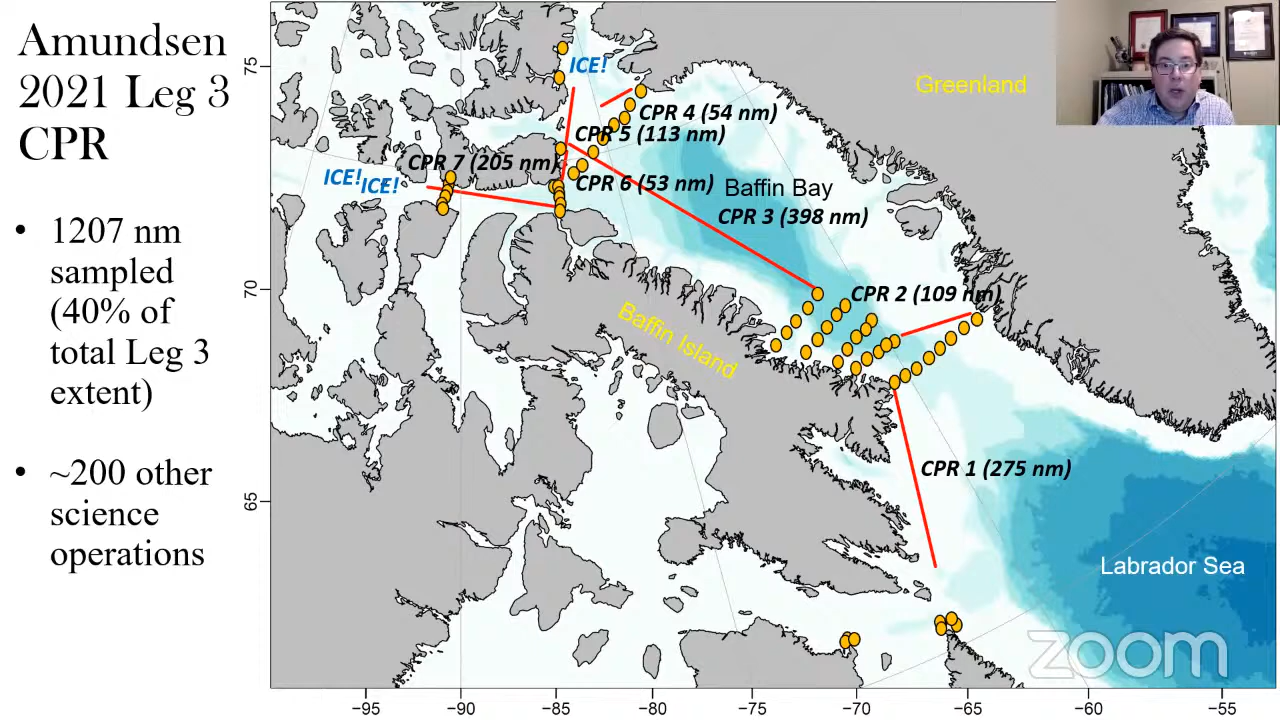 Amundsen
2021 Leg 3
CPR
• 1207 nm
sampled
(40% of
total Leg 3
extent)
• ~200 other
science
operations
75
70
65
−95
−90
−85
−80
−75
−70
−65
−60
−55
ICE!
Greenland
CPR 4 (54 nm)
CPR 5 (113 nm)
CPR 7 (205 nm)
ICE!
ICE!
CPR 6 (53 nm)
Baffin Bay
CPR 3 (398 nm)
CPR 2 (109 nm)
Baffin Island
CPR 1 (275 nm)
Labrador Sea
zoom